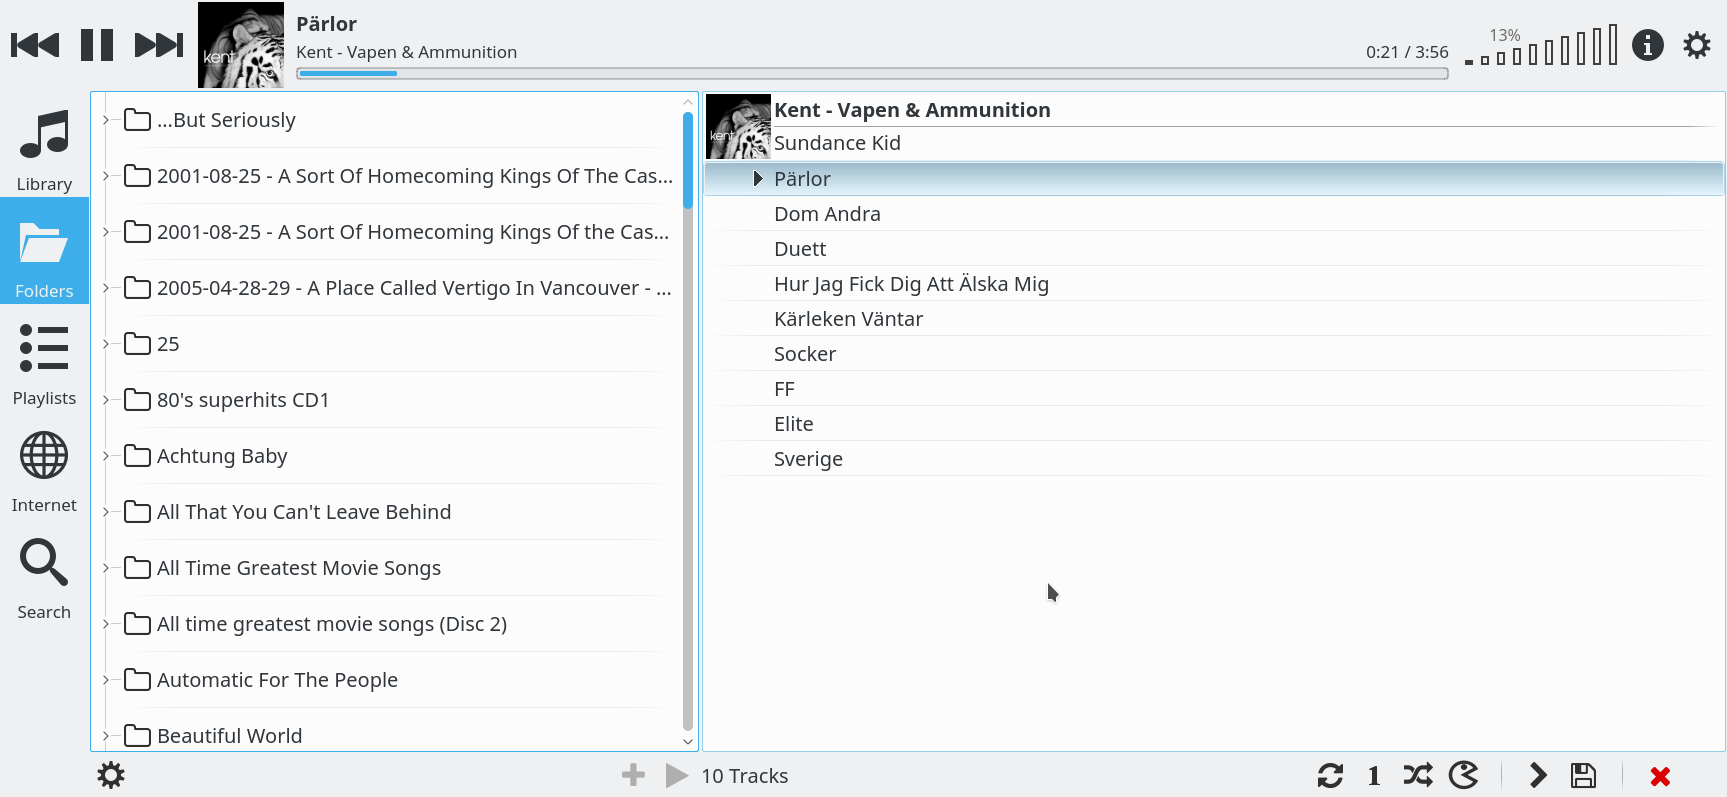 Pärlor
Kent - Vapen & Ammunition
0:21 / 3:56
13%
kent
Library
Folders
Playlists
Internet
Search
...But Seriously
2001-08-25 - A Sort Of Homecoming Kings Of The Cas...
2001-08-25 - A Sort Of Homecoming Kings Of the Cas...
2005-04-28-29 - A Place Called Vertigo In Vancouver - ...
25
80's superhits CD1
Achtung Baby
All That You Can't Leave Behind
All Time Greatest Movie Songs
All time greatest movie songs (Disc 2)
Automatic For The People
Beautiful World
kent
Kent - Vapen & Ammunition
Sundance Kid
Pärlor
Dom Andra
Duett
Hur Jag Fick Dig Att Älska Mig
Kärleken Väntar
Socker
FF
Elite
Sverige
10 Tracks
1